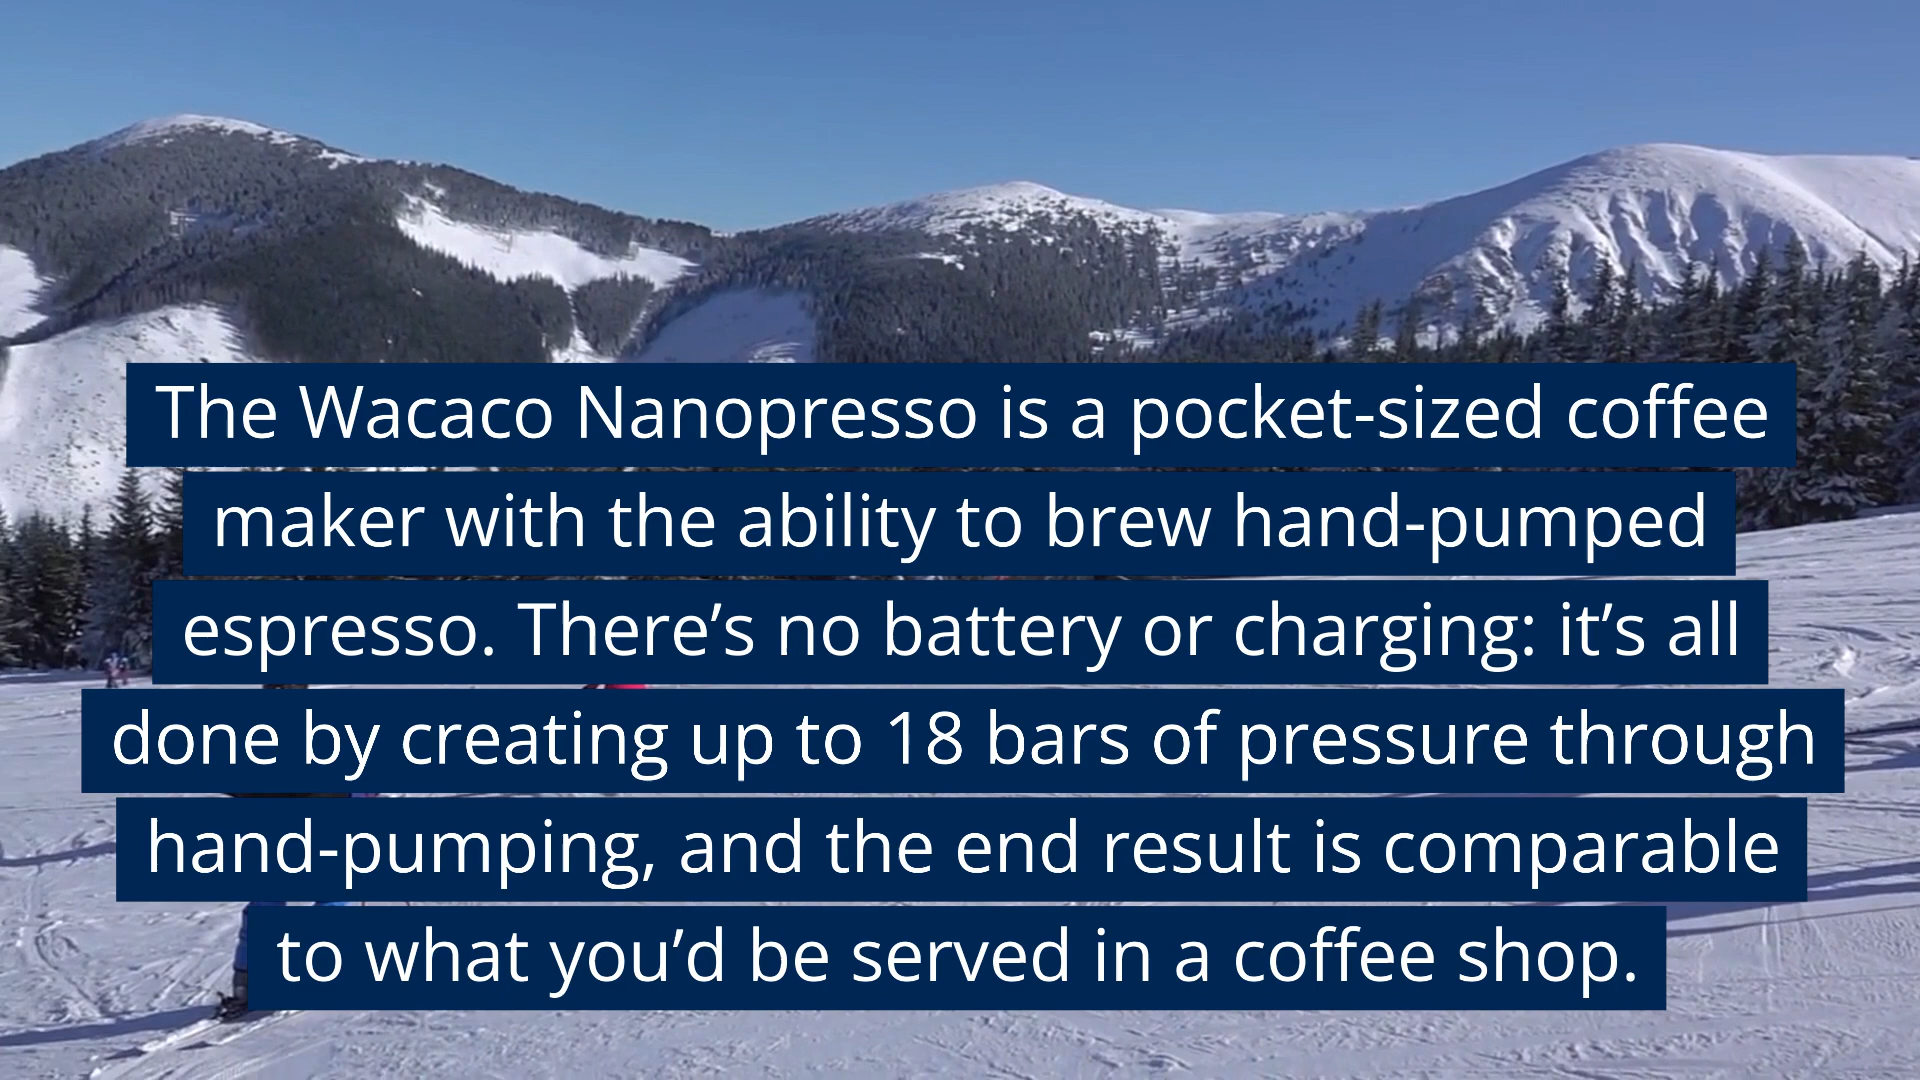 The Wacaco Nanopresso is a pocket-sized coffee
maker with the ability to brew hand-pumped
espresso. There’s no battery or charging: it’s all
done by creating up to 18 bars of pressure through
hand-pumping, and the end result is comparable
to what you’d be served in a coffee shop.